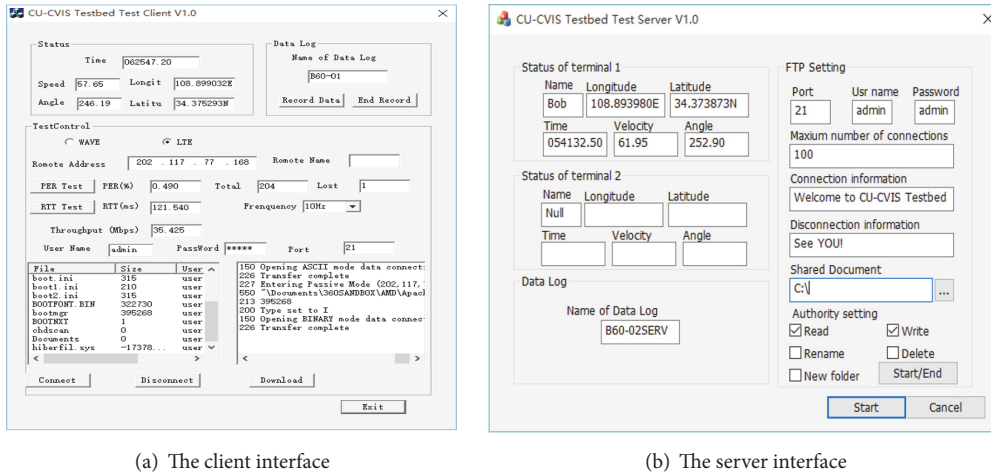 CU-CVIS Testbed Test Client V1.0
Status
Time 062547.20
Speed 57.65 Longit 108.899032E
Angle 246.19 Latitu 34.375293N
Data Log
Name of Data Log
B60-01
Record Data End Record
TestControl
WAVE LTE
Romote Address 202 . 117 . 77 . 168 Romote Name
PER Test PER(%) 0.490 Total 204 Lost 1
RTT Test RTT(ms) 121.540 Frenquency 10Hz
Throughput (Mbps) 35.425
User Name admin PassWord ***** Port 21
File Size User
boot.ini 315 user
boot1.ini 210 user
boot2.ini 315 user
BOOTFONT.BIN 322730 user
bootmgr 395268 user
BOOTNXT 1 user
chdscan 0 user
Documents 0 user
hiberfil.sys -17378... user
150 Opening ASCII mode data connect:
226 Transfer complete
227 Entering Passive Mode (202,117,
550 "\Documents\360SANDBOX\AMD\Apacl
213 395268
200 Type set to I
150 Opening BINARY mode data connec
226 Transfer complete
Connect Disconnect Download
Exit
(a) The client interface
CU-CVIS Testbed Test Server V1.0
Status of terminal 1
Name Longitude Latitude
Bob 108.893980E 34.373873N
Time Velocity Angle
054132.50 61.95 252.90
Status of terminal 2
Name Longitude Latitude
Null
Time Velocity Angle
Data Log
Name of Data Log
B60-02SERV
FTP Setting
Port Usr name Password
21 admin admin
Maxium number of connections
100
Connection information
Welcome to CU-CVIS Testbed
Disconnection information
See YOU!
Shared Document
C:\ ...
Authority setting
Read Write
Rename Delete
New folder Start/End
Start Cancel
(b) The server interface